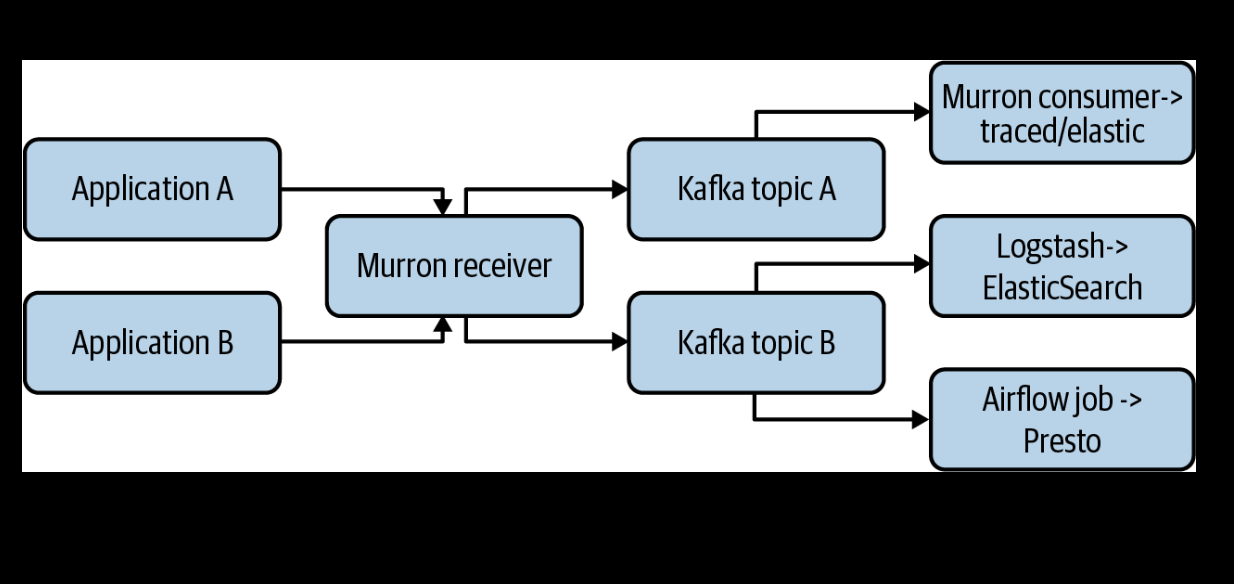 Murron consumer->
traced/elastic
Application A
Kafka topic A
Murron receiver
Logstash->
ElasticSearch
Application B
Kafka topic B
Airflow job ->
Presto